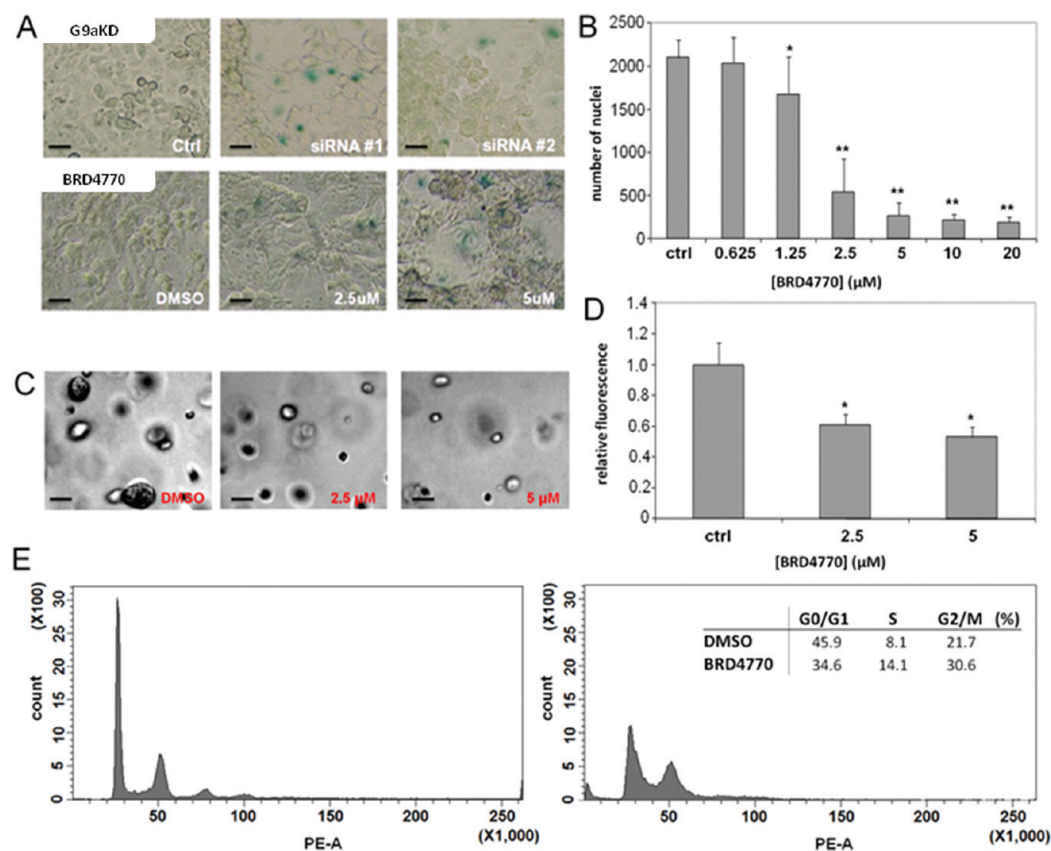 A
G9aKD
Ctrl
siRNA #1
siRNA #2
BRD4770
DMSO
2.5uM
5uM
B
number of nuclei
2500
2000
1500
1000
500
0
*
**
**
**
**
ctrl 0.625 1.25 2.5 5 10 20
[BRD4770] (µM)
C
DMSO
2.5 µM
5 µM
D
relative fluorescence
1.4
1.2
1.0
0.8
0.6
0.4
0.2
0
*
*
ctrl 2.5 5
[BRD4770] (µM)
E
(X100)
count
30
25
20
15
10
5
0
50 100 150 200 250
(X1,000)
PE-A
(X100)
count
30
25
20
15
10
5
0
G0/G1 S G2/M (%)
DMSO 45.9 8.1 21.7
BRD4770 34.6 14.1 30.6
50 100 150 200 250
(X1,000)
PE-A